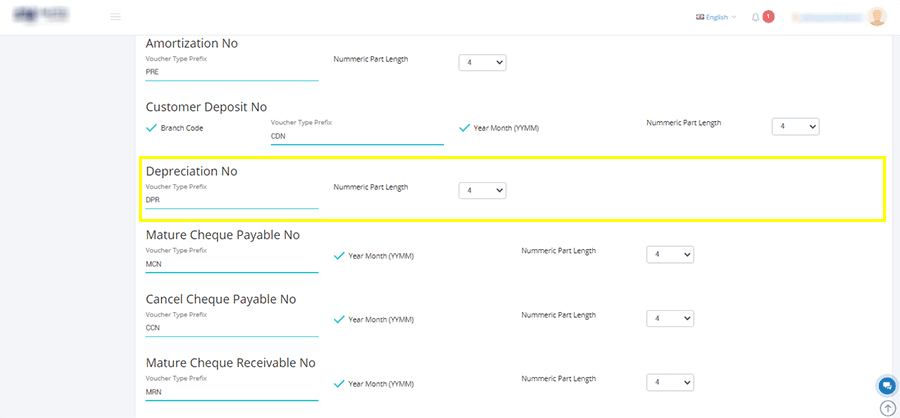 English
1
Amortization No
Voucher Type Prefix
Nummeric Part Length
4
PRE
Customer Deposit No
Branch Code
Voucher Type Prefix
CDN
Year Month (YYMM)
Nummeric Part Length
4
Depreciation No
Voucher Type Prefix
Nummeric Part Length
4
DPR
Mature Cheque Payable No
Voucher Type Prefix
MCN
Year Month (YYMM)
Nummeric Part Length
4
Cancel Cheque Payable No
Voucher Type Prefix
CCN
Year Month (YYMM)
Nummeric Part Length
4
Mature Cheque Receivable No
Voucher Type Prefix
MRN
Year Month (YYMM)
Nummeric Part Length
4